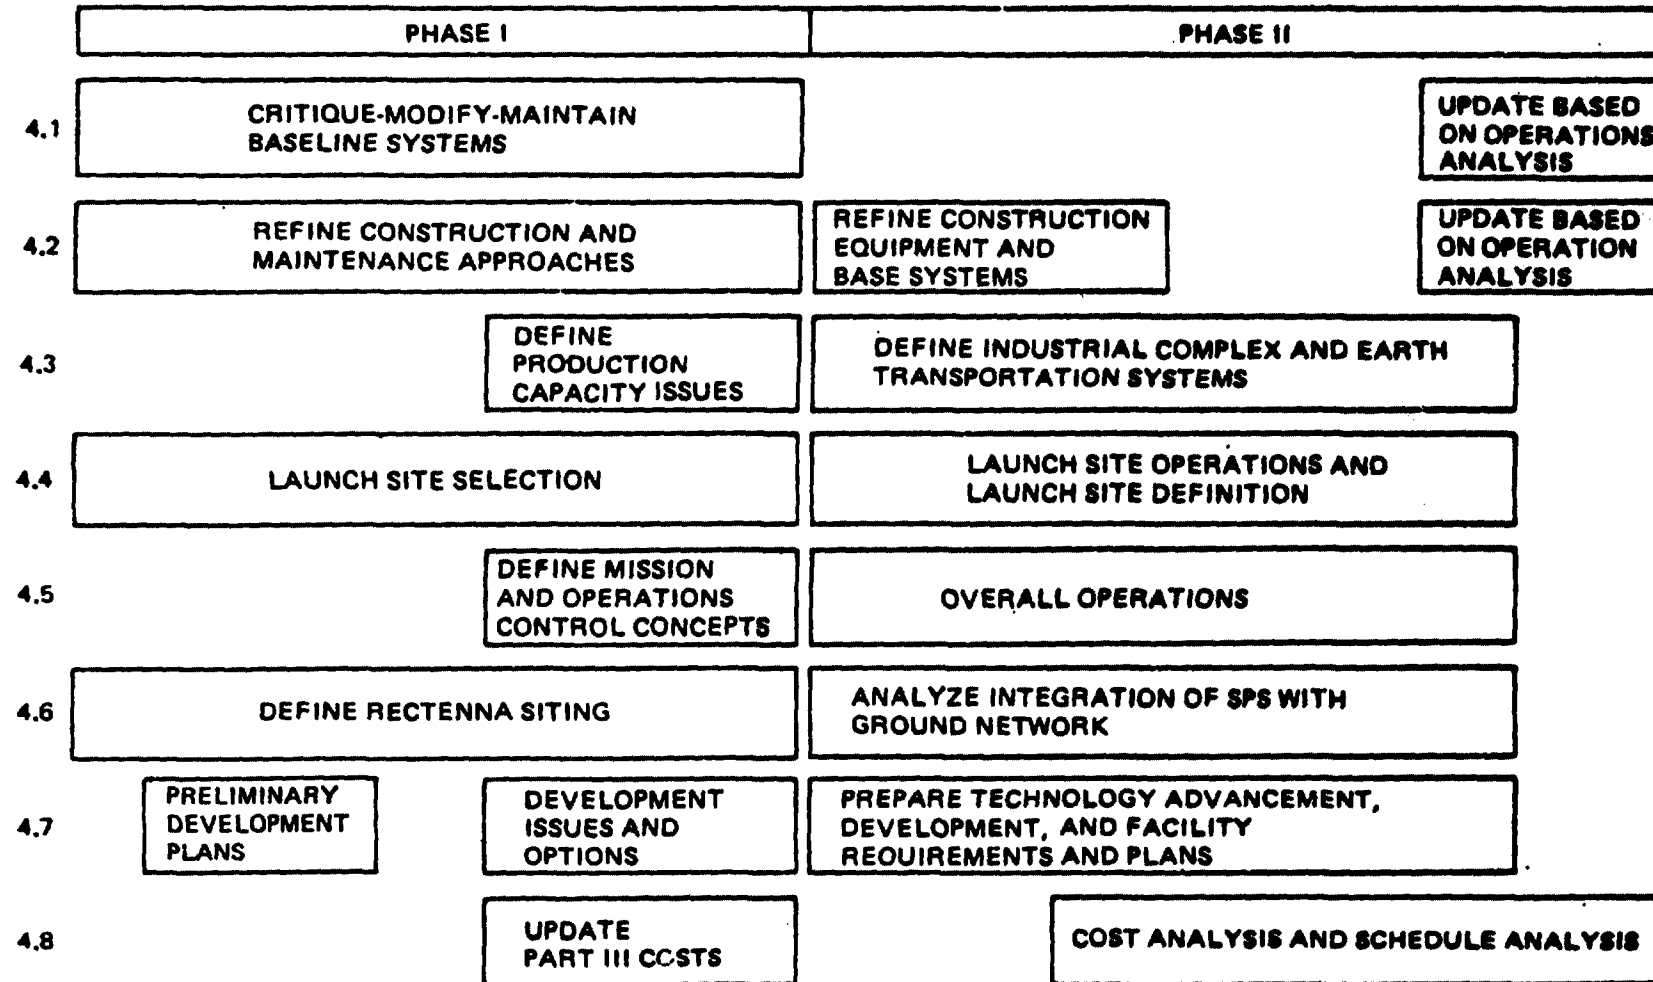 PHASE I
PHASE II
4.1
CRITIQUE-MODIFY-MAINTAIN
BASELINE SYSTEMS
UPDATE BASED
ON OPERATIONS
ANALYSIS
4.2
REFINE CONSTRUCTION AND
MAINTENANCE APPROACHES
REFINE CONSTRUCTION
EQUIPMENT AND
BASE SYSTEMS
UPDATE BASED
ON OPERATION
ANALYSIS
4.3
DEFINE
PRODUCTION
CAPACITY ISSUES
DEFINE INDUSTRIAL COMPLEX AND EARTH
TRANSPORTATION SYSTEMS
4.4
LAUNCH SITE SELECTION
LAUNCH SITE OPERATIONS AND
LAUNCH SITE DEFINITION
4.5
DEFINE MISSION
AND OPERATIONS
CONTROL CONCEPTS
OVERALL OPERATIONS
4.6
DEFINE RECTENNA SITING
ANALYZE INTEGRATION OF SPS WITH
GROUND NETWORK
4.7
PRELIMINARY
DEVELOPMENT
PLANS
DEVELOPMENT
ISSUES AND
OPTIONS
PREPARE TECHNOLOGY ADVANCEMENT,
DEVELOPMENT, AND FACILITY
REQUIREMENTS AND PLANS
4.8
UPDATE
PART III COSTS
COST ANALYSIS AND SCHEDULE ANALYSIS